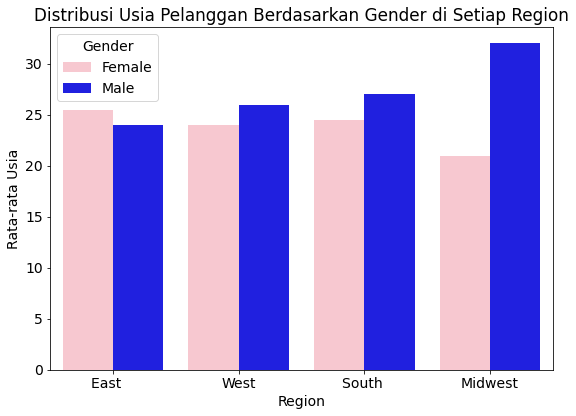 Distribusi Usia Pelanggan Berdasarkan Gender di Setiap Region
Gender
Female
Male
Rata-rata Usia
30
25
20
15
10
5
0
East
West
South
Midwest
Region